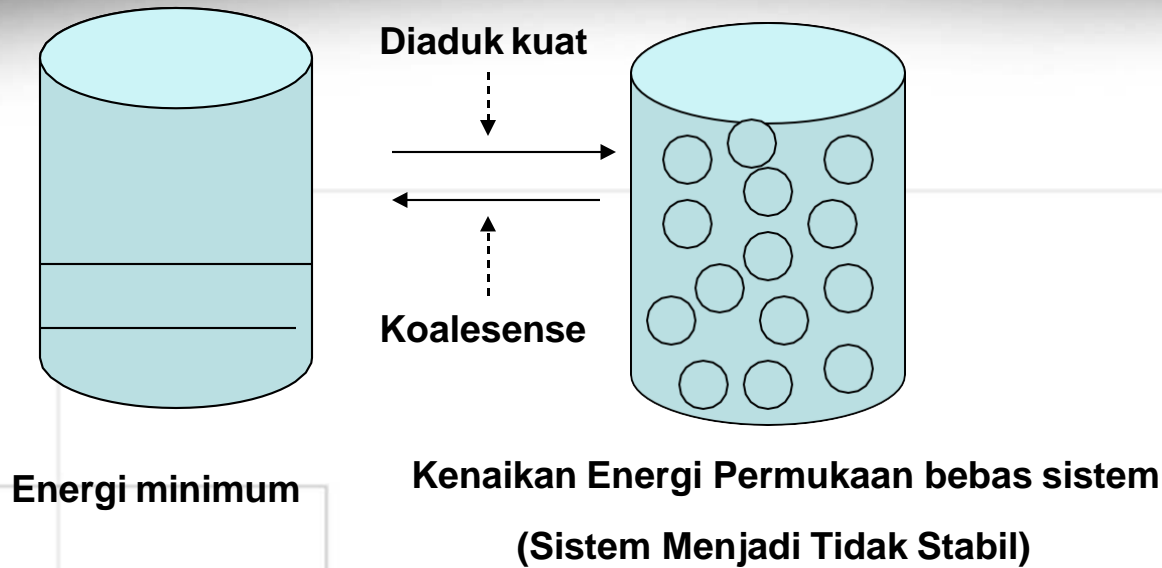 Diaduk kuat
Koalesense
Energi minimum
Kenaikan Energi Permukaan bebas sistem
(Sistem Menjadi Tidak Stabil)